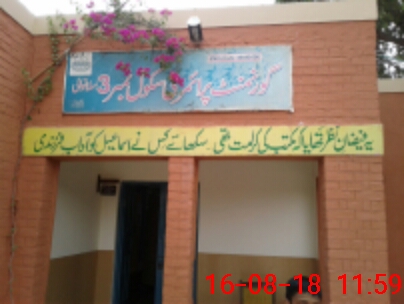 گورنمنٹ پرائمری سکول نمبر 3
یہ فیضان نظر تھا یا کہ مکتب کی کرامت تھی سکھائے کس نے اسماعیل کو آداب فرزندی
16-08-18 11:59